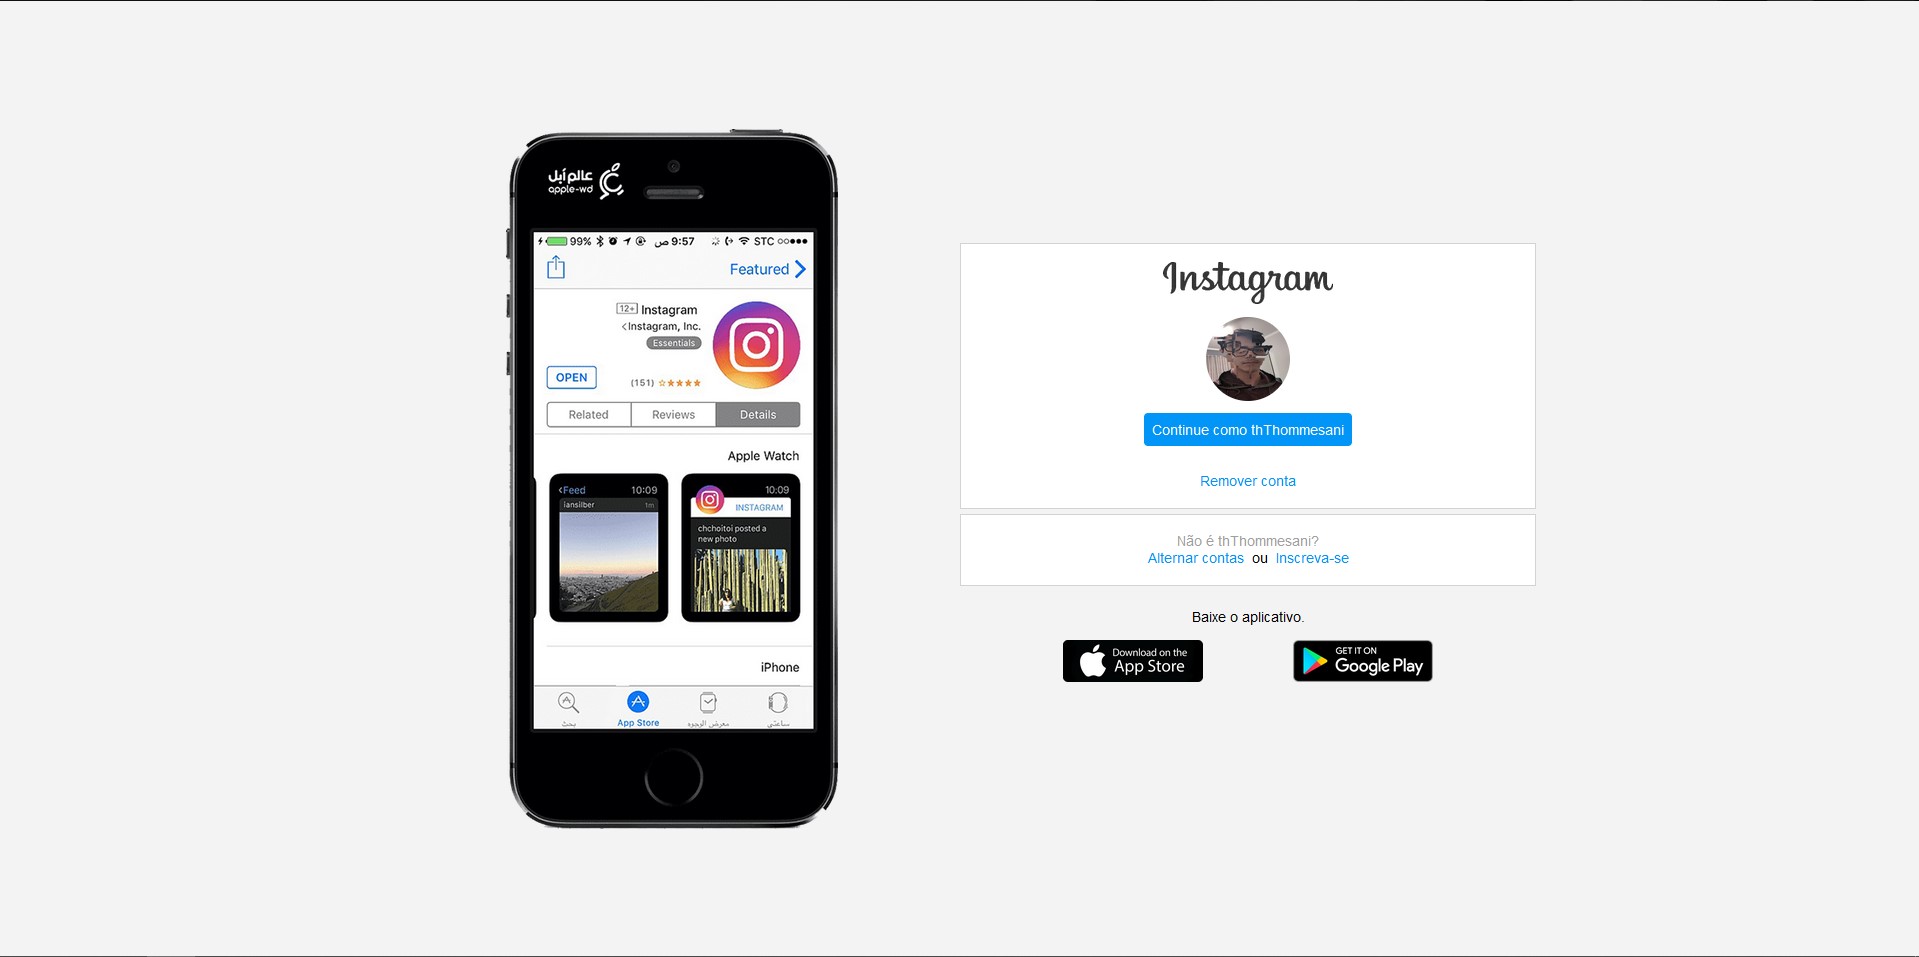 عالم آبل
apple-wd
99% ص 9:57 STC
Featured
12+ Instagram
Instagram, Inc.
Essentials
OPEN
(151)
Related Reviews Details
Apple Watch
Feed 10:09
iansilber 1m
10:09
INSTAGRAM
chchoitoi posted a
new photo
iPhone
بحث App Store معرض الوجوه ساعتي
Instagram
Continue como thThommesani
Remover conta
Não é thThommesani?
Alternar contas ou Inscreva-se
Baixe o aplicativo.
Download on the
App Store
GET IT ON
Google Play